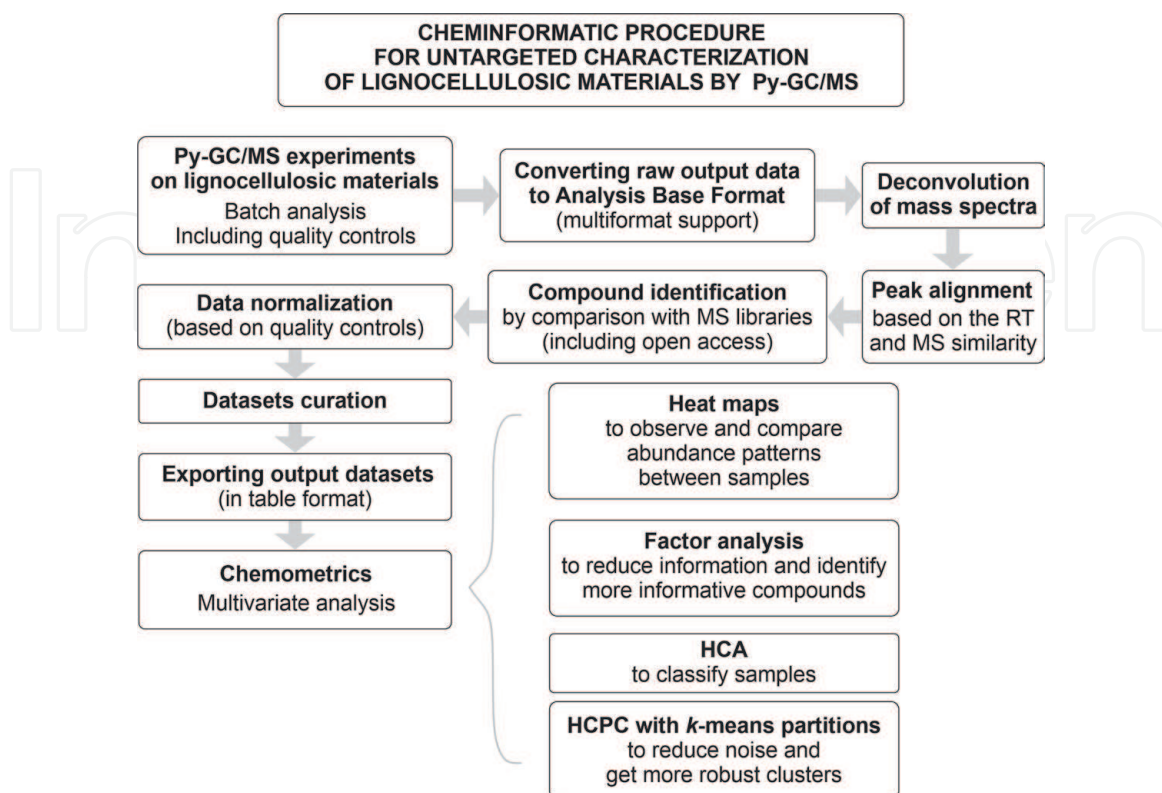 CHEMINFORMATIC PROCEDURE
FOR UNTARGETED CHARACTERIZATION
OF LIGNOCELLULOSIC MATERIALS BY Py-GC/MS
Py-GC/MS experiments
on lignocellulosic materials
Batch analysis
Including quality controls
Converting raw output data
to Analysis Base Format
(multiformat support)
Deconvolution
of mass spectra
Peak alignment
based on the RT
and MS similarity
Compound identification
by comparison with MS libraries
(including open access)
Data normalization
(based on quality controls)
Datasets curation
Exporting output datasets
(in table format)
Chemometrics
Multivariate analysis
Heat maps
to observe and compare
abundance patterns
between samples
Factor analysis
to reduce information and identify
more informative compounds
HCA
to classify samples
HCPC with k-means partitions
to reduce noise and
get more robust clusters